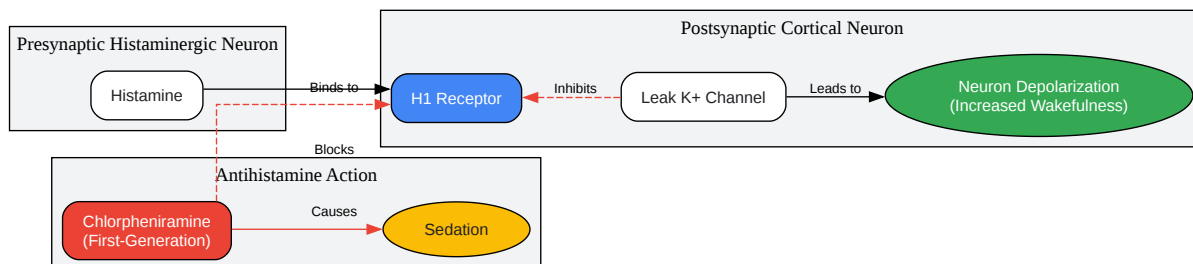 Presynaptic Histaminergic Neuron
Histamine
Binds to
Postsynaptic Cortical Neuron
H1 Receptor
Inhibits
Leak K+ Channel
Leads to
Neuron Depolarization
(Increased Wakefulness)
Blocks
Antihistamine Action
Chlorpheniramine
(First-Generation)
Causes
Sedation